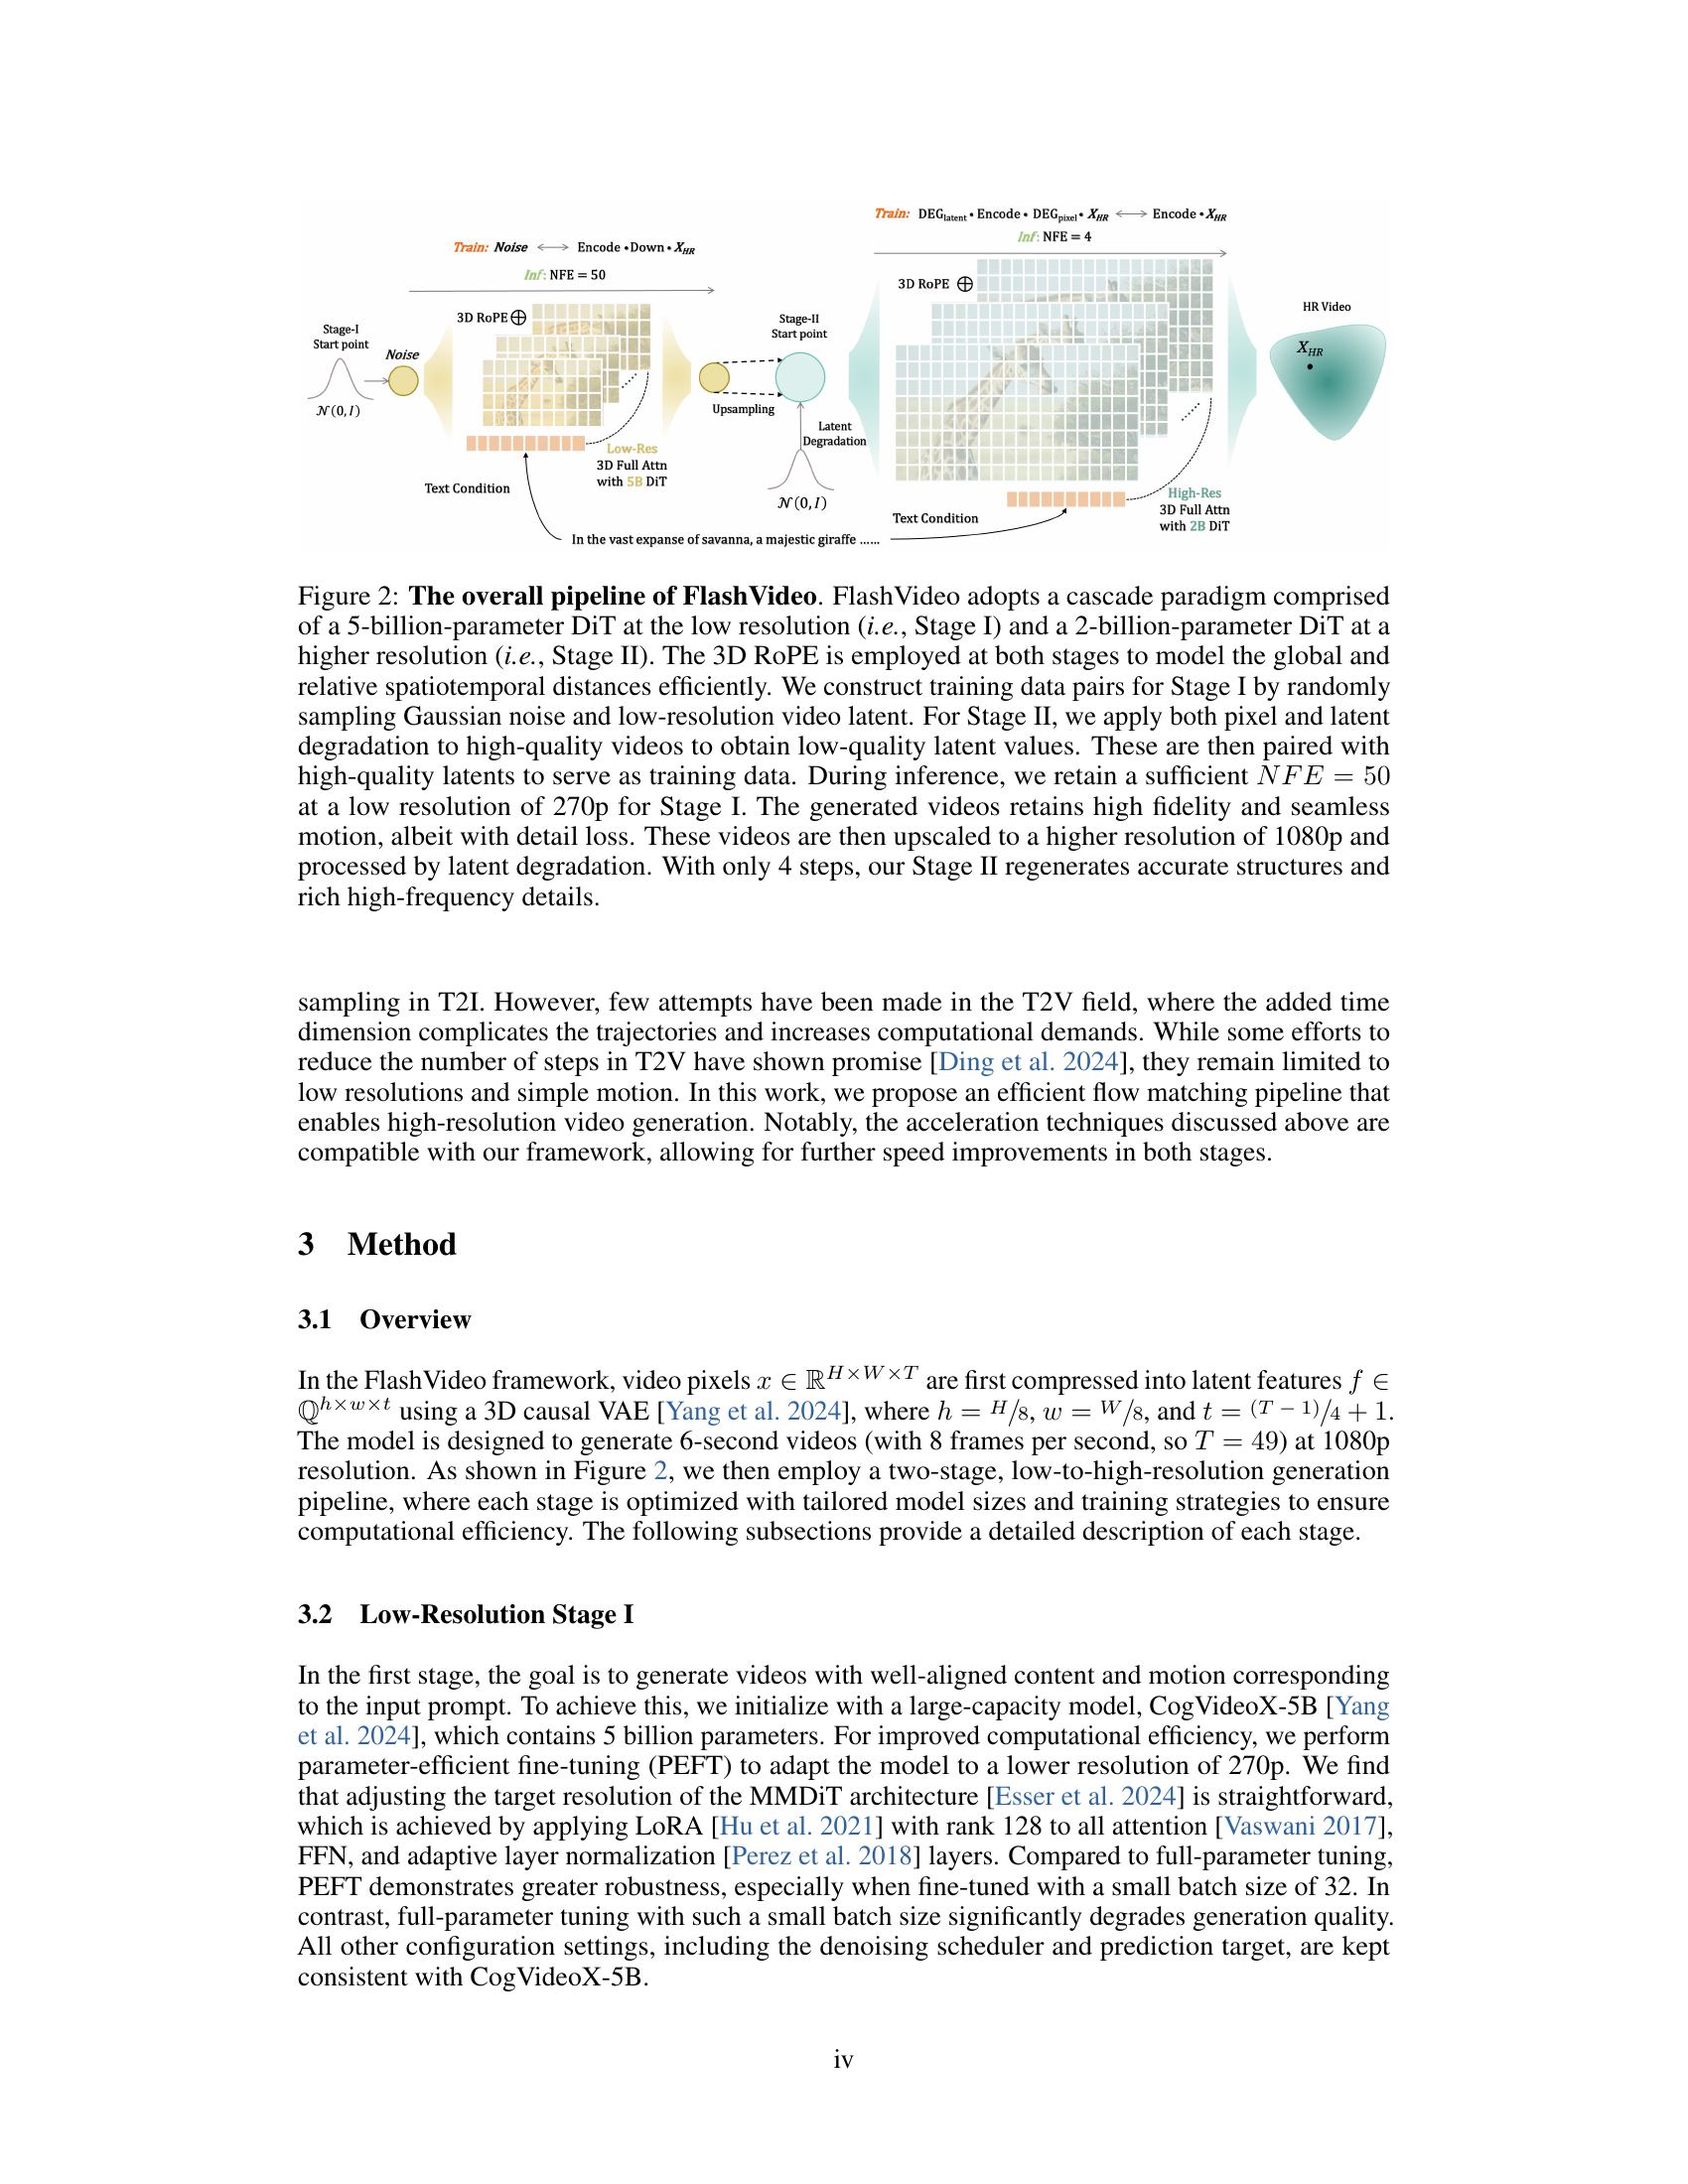 Train: DEGlatent • Encode • DEGpixel • XHR ⟷ Encode • XHR
Inf: NFE = 4
Train: Noise ⟷ Encode • Down • XHR
Inf: NFE = 50
3D RoPE ⊕
3D RoPE ⊕
Stage-I
Start point
Noise
N(0, I)
Text Condition
Low-Res
3D Full Attn
with 5B DiT
Stage-II
Start point
Upsampling
Latent
Degradation
N(0, I)
Text Condition
High-Res
3D Full Attn
with 2B DiT
HR Video
XHR
In the vast expanse of savanna, a majestic giraffe ......
Figure 2: The overall pipeline of FlashVideo. FlashVideo adopts a cascade paradigm comprised
of a 5-billion-parameter DiT at the low resolution (i.e., Stage I) and a 2-billion-parameter DiT at a
higher resolution (i.e., Stage II). The 3D RoPE is employed at both stages to model the global and
relative spatiotemporal distances efficiently. We construct training data pairs for Stage I by randomly
sampling Gaussian noise and low-resolution video latent. For Stage II, we apply both pixel and latent
degradation to high-quality videos to obtain low-quality latent values. These are then paired with
high-quality latents to serve as training data. During inference, we retain a sufficient NFE = 50
at a low resolution of 270p for Stage I. The generated videos retains high fidelity and seamless
motion, albeit with detail loss. These videos are then upscaled to a higher resolution of 1080p and
processed by latent degradation. With only 4 steps, our Stage II regenerates accurate structures and
rich high-frequency details.
sampling in T2I. However, few attempts have been made in the T2V field, where the added time
dimension complicates the trajectories and increases computational demands. While some efforts to
reduce the number of steps in T2V have shown promise [Ding et al. 2024], they remain limited to
low resolutions and simple motion. In this work, we propose an efficient flow matching pipeline that
enables high-resolution video generation. Notably, the acceleration techniques discussed above are
compatible with our framework, allowing for further speed improvements in both stages.
3 Method
3.1 Overview
In the FlashVideo framework, video pixels x ∈ ℝ^{H×W×T} are first compressed into latent features f ∈
ℚ^{h×w×t} using a 3D causal VAE [Yang et al. 2024], where h = H/8, w = W/8, and t = (T − 1)/4 + 1.
The model is designed to generate 6-second videos (with 8 frames per second, so T = 49) at 1080p
resolution. As shown in Figure 2, we then employ a two-stage, low-to-high-resolution generation
pipeline, where each stage is optimized with tailored model sizes and training strategies to ensure
computational efficiency. The following subsections provide a detailed description of each stage.
3.2 Low-Resolution Stage I
In the first stage, the goal is to generate videos with well-aligned content and motion corresponding
to the input prompt. To achieve this, we initialize with a large-capacity model, CogVideoX-5B [Yang
et al. 2024], which contains 5 billion parameters. For improved computational efficiency, we perform
parameter-efficient fine-tuning (PEFT) to adapt the model to a lower resolution of 270p. We find
that adjusting the target resolution of the MMDiT architecture [Esser et al. 2024] is straightforward,
which is achieved by applying LoRA [Hu et al. 2021] with rank 128 to all attention [Vaswani 2017],
FFN, and adaptive layer normalization [Perez et al. 2018] layers. Compared to full-parameter tuning,
PEFT demonstrates greater robustness, especially when fine-tuned with a small batch size of 32. In
contrast, full-parameter tuning with such a small batch size significantly degrades generation quality.
All other configuration settings, including the denoising scheduler and prediction target, are kept
consistent with CogVideoX-5B.
iv